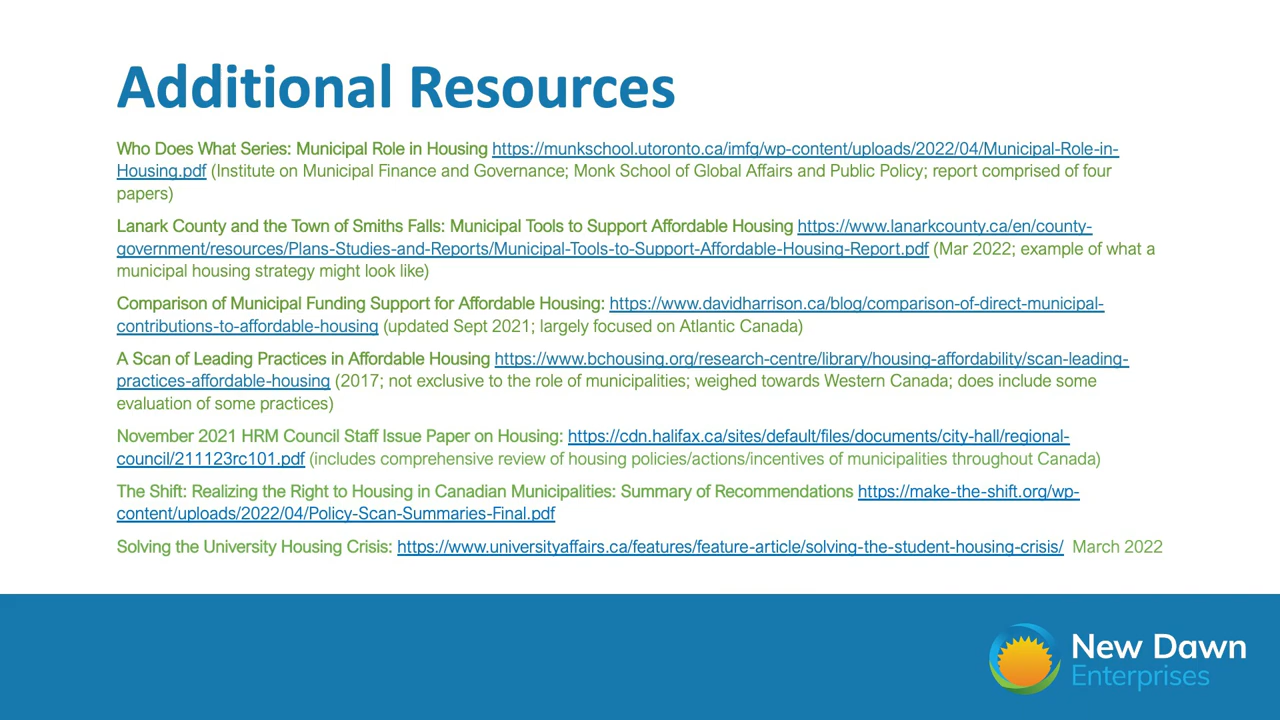 Additional Resources
Who Does What Series: Municipal Role in Housing https://munkschool.utoronto.ca/imfg/wp-content/uploads/2022/04/Municipal-Role-in-
Housing.pdf (Institute on Municipal Finance and Governance; Monk School of Global Affairs and Public Policy; report comprised of four
papers)
Lanark County and the Town of Smiths Falls: Municipal Tools to Support Affordable Housing https://www.lanarkcounty.ca/en/county-
government/resources/Plans-Studies-and-Reports/Municipal-Tools-to-Support-Affordable-Housing-Report.pdf (Mar 2022; example of what a
municipal housing strategy might look like)
Comparison of Municipal Funding Support for Affordable Housing: https://www.davidharrison.ca/blog/comparison-of-direct-municipal-
contributions-to-affordable-housing (updated Sept 2021; largely focused on Atlantic Canada)
A Scan of Leading Practices in Affordable Housing https://www.bchousing.org/research-centre/library/housing-affordability/scan-leading-
practices-affordable-housing (2017; not exclusive to the role of municipalities; weighed towards Western Canada; does include some
evaluation of some practices)
November 2021 HRM Council Staff Issue Paper on Housing: https://cdn.halifax.ca/sites/default/files/documents/city-hall/regional-
council/211123rc101.pdf (includes comprehensive review of housing policies/actions/incentives of municipalities throughout Canada)
The Shift: Realizing the Right to Housing in Canadian Municipalities: Summary of Recommendations https://make-the-shift.org/wp-
content/uploads/2022/04/Policy-Scan-Summaries-Final.pdf
Solving the University Housing Crisis: https://www.universityaffairs.ca/features/feature-article/solving-the-student-housing-crisis/ March 2022
New Dawn
Enterprises